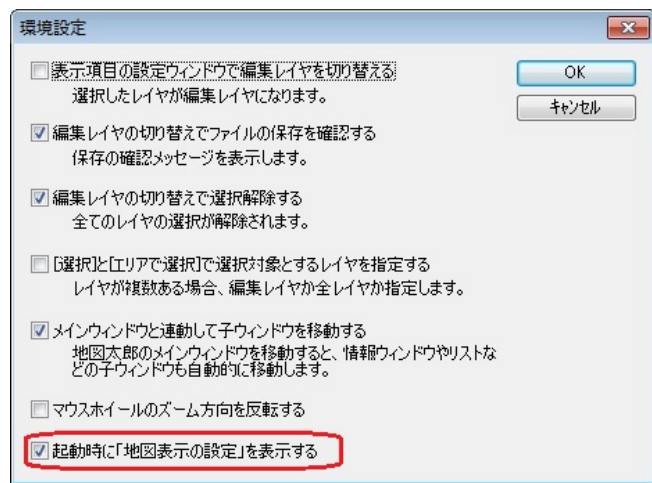 環境設定
表示項目の設定ウィンドウで編集レイヤを切り替える
OK
選択したレイヤが編集レイヤになります。
キャンセル
編集レイヤの切り替えでファイルの保存を確認する
保存の確認メッセージを表示します。
編集レイヤの切り替えで選択解除する
全てのレイヤの選択が解除されます。
[選択]と[エリアで選択]で選択対象とするレイヤを指定する
レイヤが複数ある場合、編集レイヤか全レイヤか指定します。
メインウィンドウと連動して子ウィンドウを移動する
地図太郎のメインウィンドウを移動すると、情報ウィンドウやリストな
どの子ウィンドウも自動的に移動します。
マウスホイールのズーム方向を反転する
起動時に「地図表示の設定」を表示する